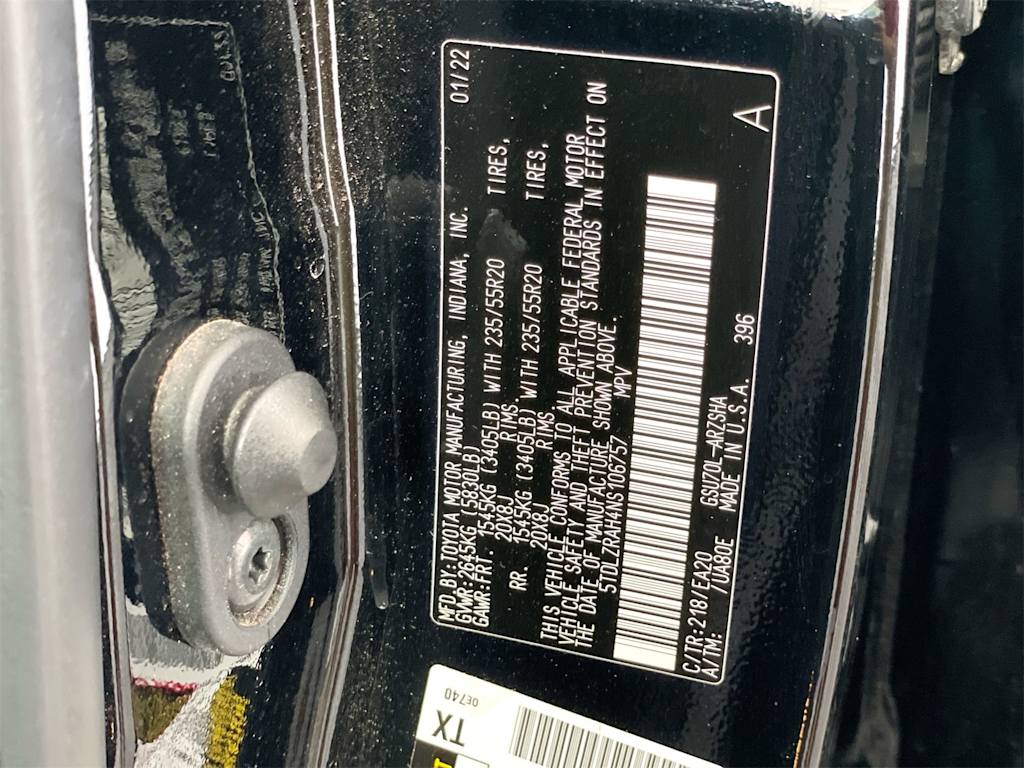 MFD.BY:TOYOTA MOTOR MANUFACTURING, INDIANA, INC. 01/22
GVWR:2655KG (5830LB)
GAWR:FRT. 1545KG (3405LB) WITH 235/55R20 TIRES,
20X8J RIMS,
RR. 1545KG (3405LB) WITH 235/55R20 TIRES,
20X8J RIMS.
THIS VEHICLE CONFORMS TO ALL APPLICABLE FEDERAL MOTOR
VEHICLE SAFETY AND THEFT PREVENTION STANDARDS IN EFFECT ON
THE DATE OF MANUFACTURE SHOWN ABOVE.
5TDLZRAH4NS106757 MPV
C/TR:218/EA20 GSU70L-ARZSHA
A/TM: /UA80E MADE IN U.S.A. 396 A
TX
0E740